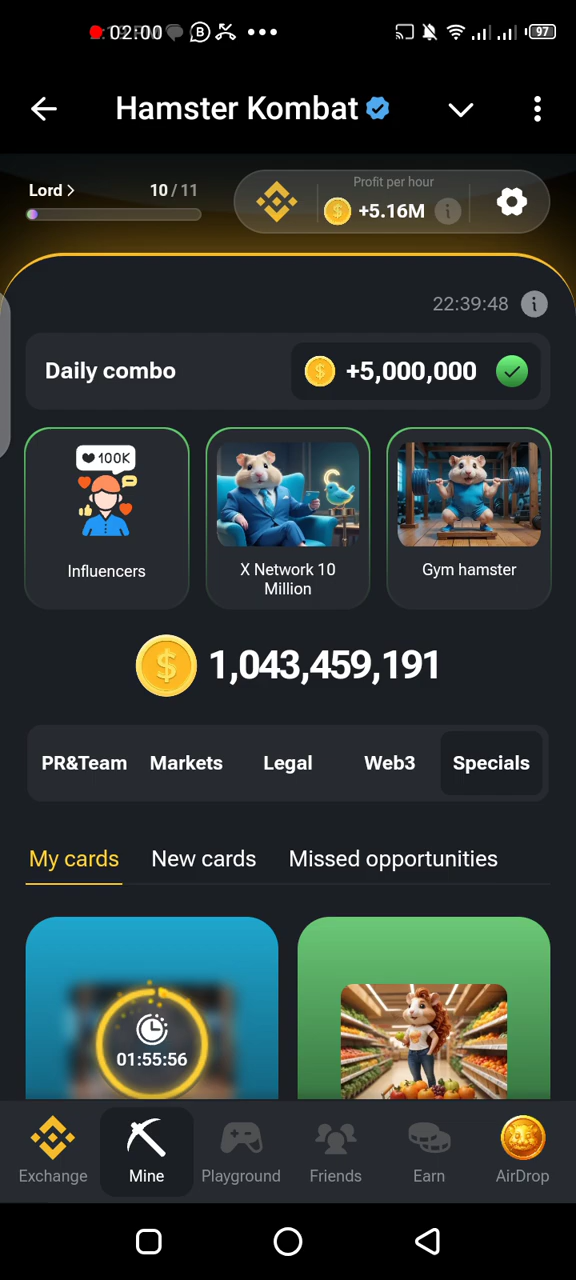 02:00
B
97
Hamster Kombat
Lord >
10 / 11
Profit per hour
+5.16M
22:39:48
Daily combo
+5,000,000
100K
Influencers
X Network 10
Million
Gym hamster
1,043,459,191
PR&Team Markets Legal Web3 Specials
My cards New cards Missed opportunities
01:55:56
Exchange Mine Playground Friends Earn AirDrop